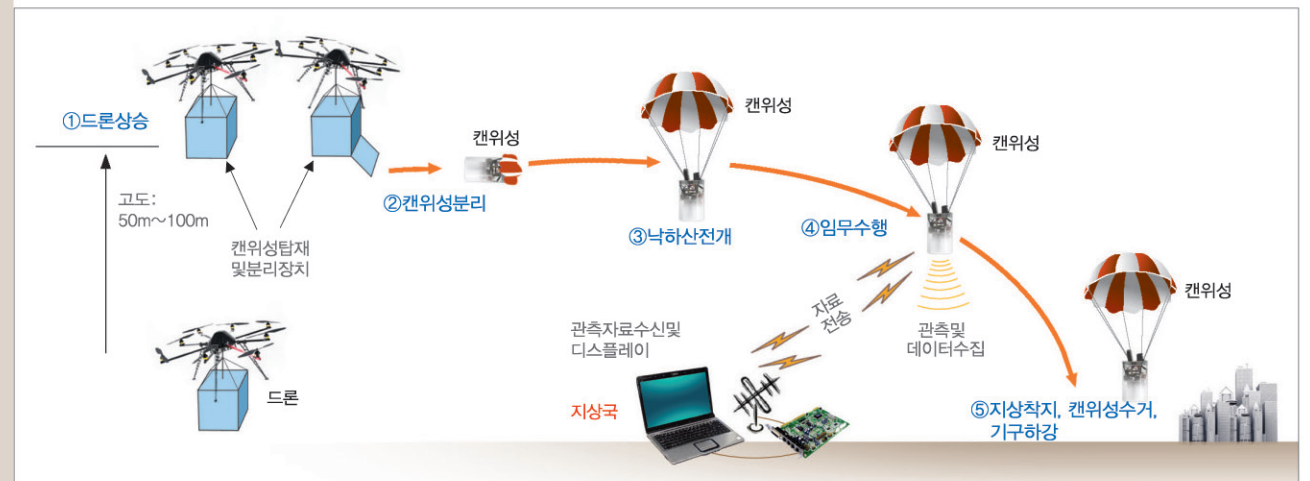 ①드론상승
고도:
50m~100m
캔위성탑재
및분리장치
드론
②캔위성분리
캔위성
캔위성
③낙하산전개
④임무수행
캔위성
자료
전송
관측및
데이터수집
관측자료수신및
디스플레이
지상국
캔위성
⑤지상착지, 캔위성수거,
기구하강